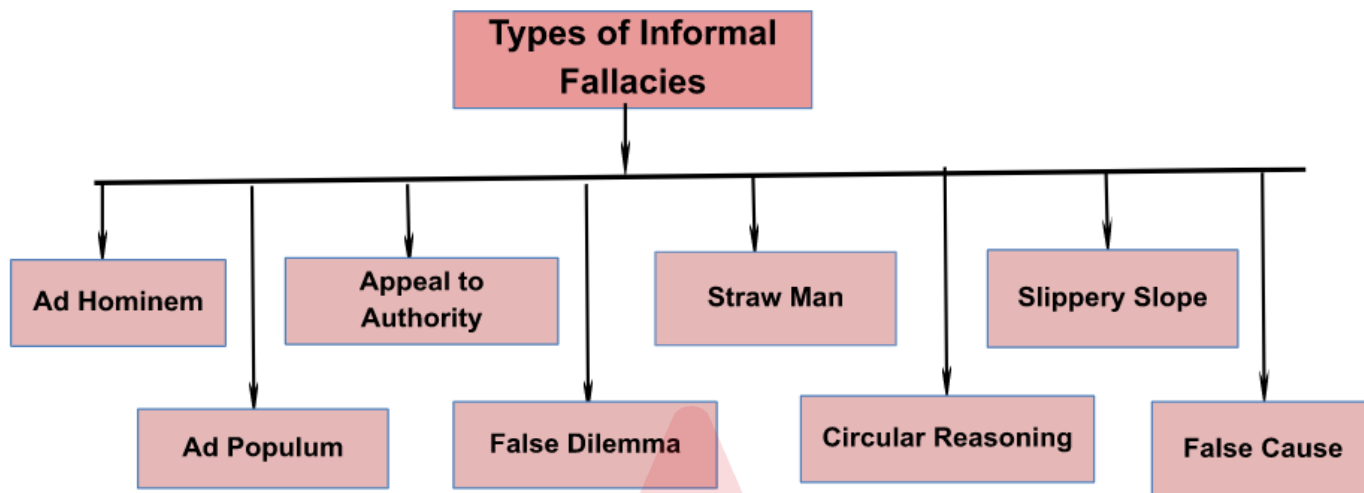 Types of Informal
Fallacies
Ad Hominem
Appeal to
Authority
Straw Man
Slippery Slope
Ad Populum
False Dilemma
Circular Reasoning
False Cause